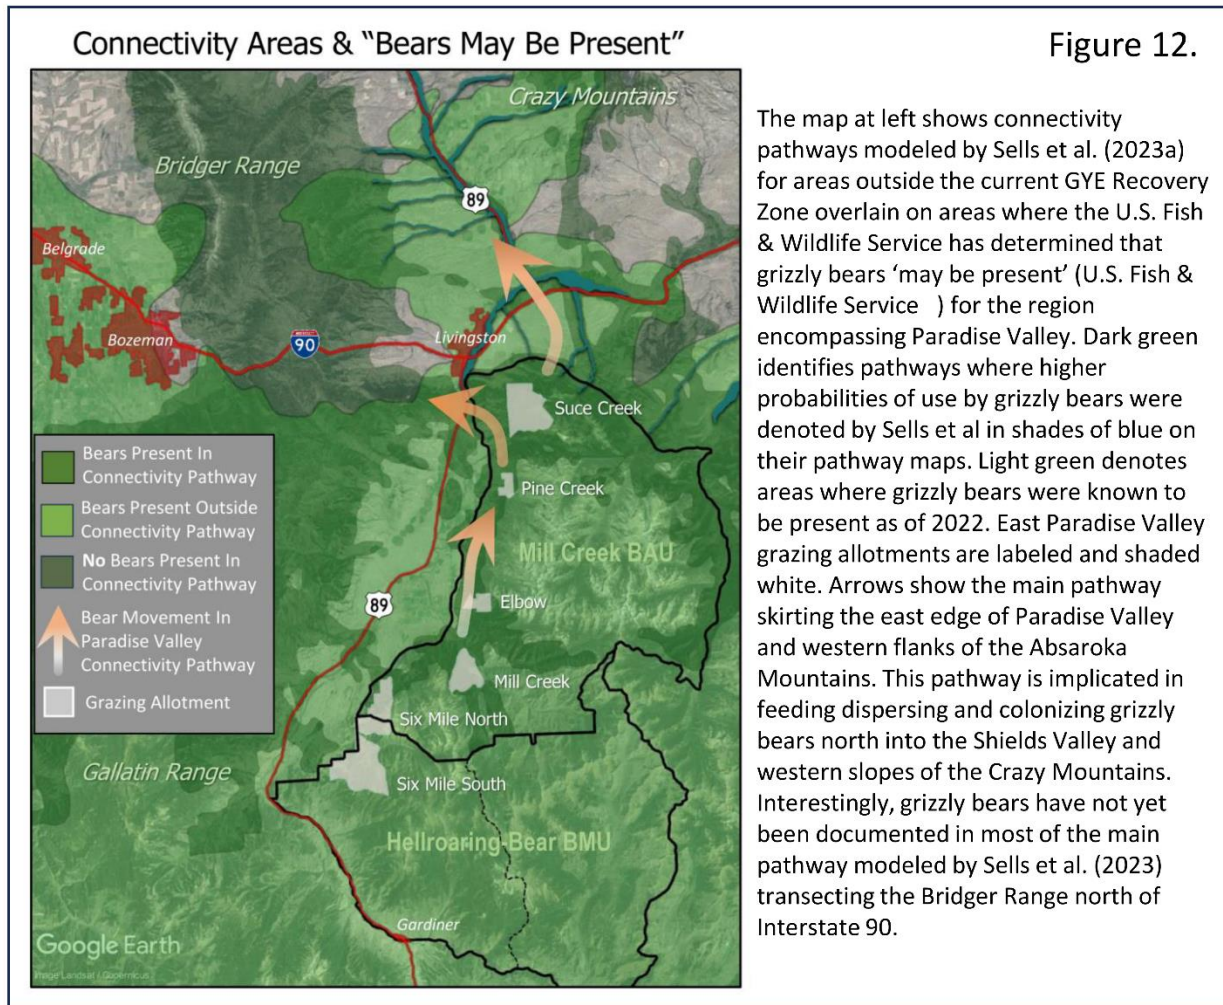 Connectivity Areas & "Bears May Be Present"
Figure 12.
Crazy Mountains
Bridger Range
89
Belgrade
Bozeman
90
Livingston
Suce Creek
Pine Creek
Mill Creek BAU
Elbow
89
Mill Creek
Six Mile North
Six Mile South
Gallatin Range
Hellroaring-Bear BMU
Gardiner
Bears Present In
Connectivity Pathway
Bears Present Outside
Connectivity Pathway
No Bears Present In
Connectivity Pathway
Bear Movement In
Paradise Valley
Connectivity Pathway
Grazing Allotment
Google Earth
Image Landsat / Copernicus
The map at left shows connectivity
pathways modeled by Sells et al. (2023a)
for areas outside the current GYE Recovery
Zone overlain on areas where the U.S. Fish
& Wildlife Service has determined that
grizzly bears 'may be present' (U.S. Fish &
Wildlife Service ) for the region
encompassing Paradise Valley. Dark green
identifies pathways where higher
probabilities of use by grizzly bears were
denoted by Sells et al in shades of blue on
their pathway maps. Light green denotes
areas where grizzly bears were known to
be present as of 2022. East Paradise Valley
grazing allotments are labeled and shaded
white. Arrows show the main pathway
skirting the east edge of Paradise Valley
and western flanks of the Absaroka
Mountains. This pathway is implicated in
feeding dispersing and colonizing grizzly
bears north into the Shields Valley and
western slopes of the Crazy Mountains.
Interestingly, grizzly bears have not yet
been documented in most of the main
pathway modeled by Sells et al. (2023)
transecting the Bridger Range north of
Interstate 90.